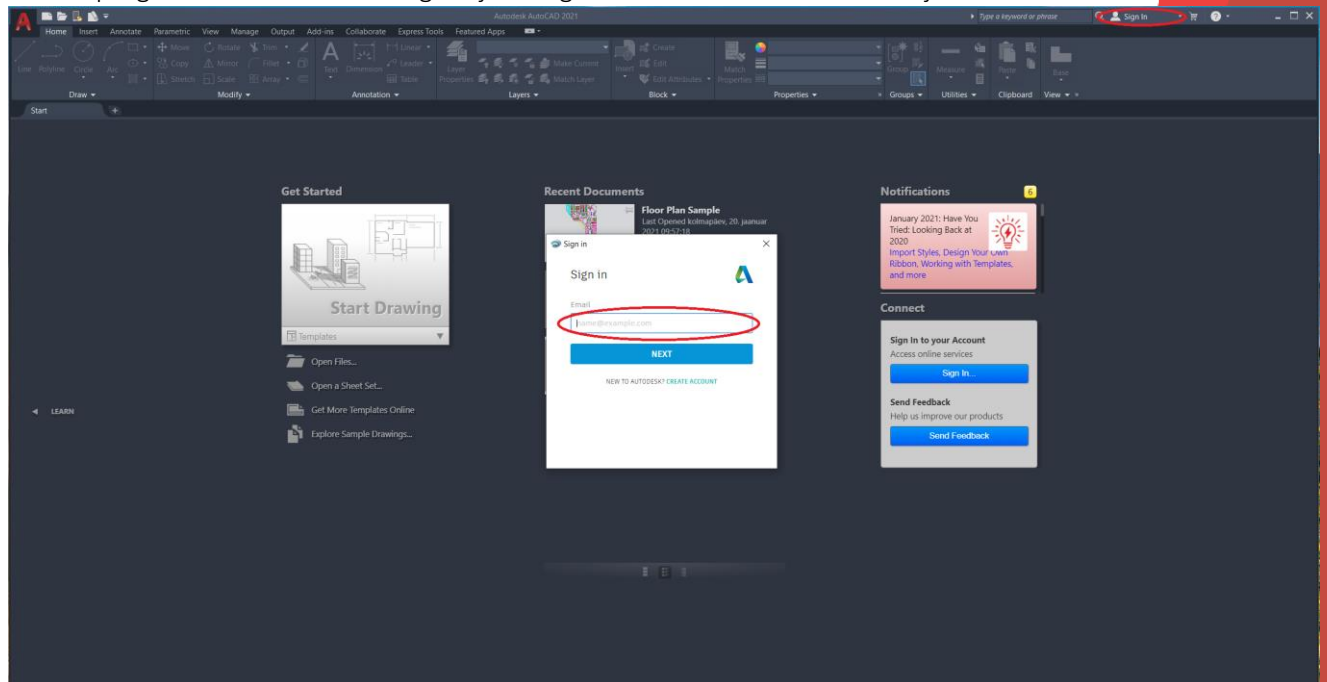 Autodesk AutoCAD 2021
Type a keyword or phrase
Sign In
Home Insert Annotate Parametric View Manage Output Add-ins Collaborate Express Tools Featured Apps
Move Rotate Trim
Linear
Create
Line Polyline Circle Arc
Copy Mirror Fillet
Text Dimension
Leader
Layer Properties
Make Current
Insert
Edit
Match Properties
Group
Measure
Paste
Base
Stretch Scale Array
Table
Match Layer
Edit Attributes
Draw Modify Annotation Layers Block Properties Groups Utilities Clipboard View
Start
Get Started
Start Drawing
Templates
Open Files...
Open a Sheet Set...
Get More Templates Online
Explore Sample Drawings...
LEARN
Recent Documents
Floor Plan Sample
Last Opened kolmapäev, 20. jaanuar
2021 09:57:18
Sign in
Sign in
Email
name@example.com
NEXT
NEW TO AUTODESK? CREATE ACCOUNT
Notifications
6
January 2021: Have You
Tried: Looking Back at
2020
Import Styles, Design Your Own
Ribbon, Working with Templates,
and more
Connect
Sign In to your Account
Access online services
Sign In...
Send Feedback
Help us improve our products
Send Feedback